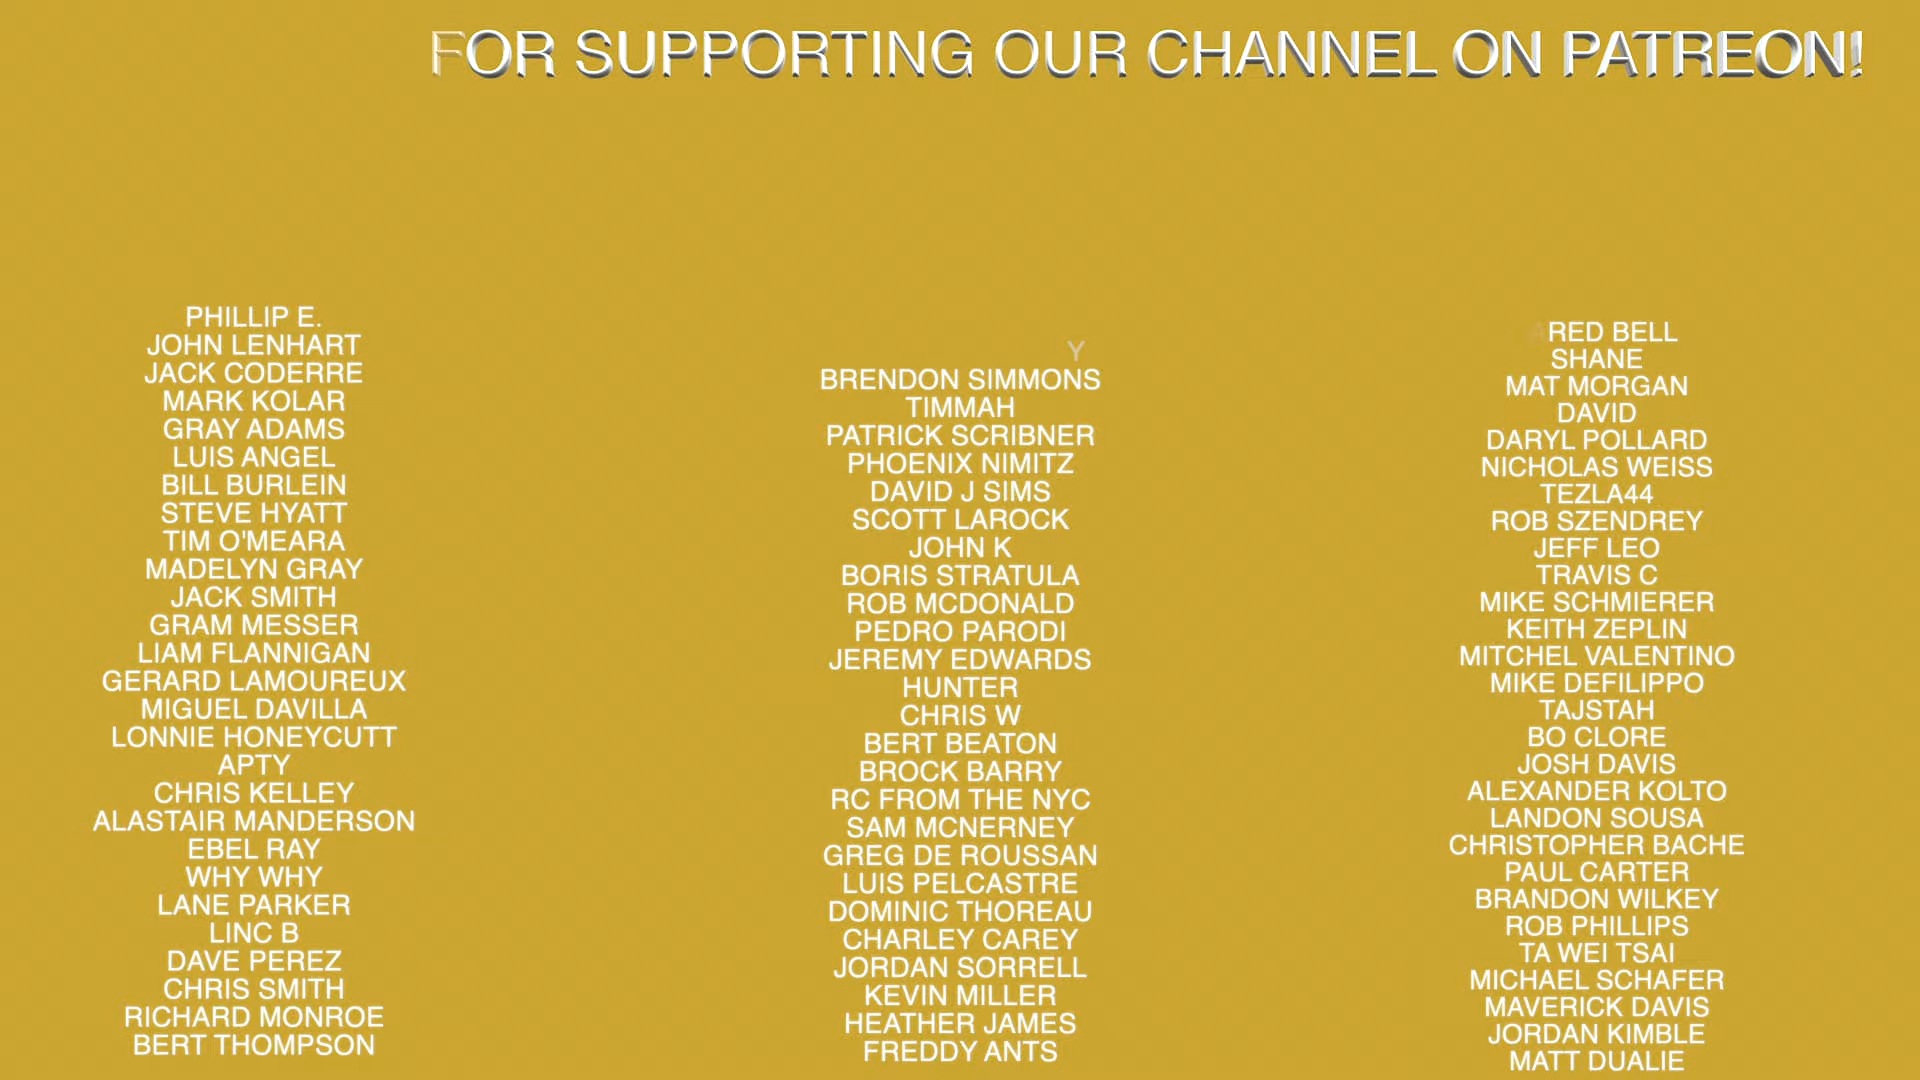 FOR SUPPORTING OUR CHANNEL ON PATREON!
PHILLIP E.
JOHN LENHART
JACK CODERRE
MARK KOLAR
GRAY ADAMS
LUIS ANGEL
BILL BURLEIN
STEVE HYATT
TIM O'MEARA
MADELYN GRAY
JACK SMITH
GRAM MESSER
LIAM FLANNIGAN
GERARD LAMOUREUX
MIGUEL DAVILLA
LONNIE HONEYCUTT
APTY
CHRIS KELLEY
ALASTAIR MANDERSON
EBEL RAY
WHY WHY
LANE PARKER
LINC B
DAVE PEREZ
CHRIS SMITH
RICHARD MONROE
BERT THOMPSON
Y
BRENDON SIMMONS
TIMMAH
PATRICK SCRIBNER
PHOENIX NIMITZ
DAVID J SIMS
SCOTT LAROCK
JOHN K
BORIS STRATULA
ROB MCDONALD
PEDRO PARODI
JEREMY EDWARDS
HUNTER
CHRIS W
BERT BEATON
BROCK BARRY
RC FROM THE NYC
SAM MCNERNEY
GREG DE ROUSSAN
LUIS PELCASTRE
DOMINIC THOREAU
CHARLEY CAREY
JORDAN SORRELL
KEVIN MILLER
HEATHER JAMES
FREDDY ANTS
ARED BELL
SHANE
MAT MORGAN
DAVID
DARYL POLLARD
NICHOLAS WEISS
TEZLA44
ROB SZENDREY
JEFF LEO
TRAVIS C
MIKE SCHMIERER
KEITH ZEPLIN
MITCHEL VALENTINO
MIKE DEFILIPPO
TAJSTAH
BO CLORE
JOSH DAVIS
ALEXANDER KOLTO
LANDON SOUSA
CHRISTOPHER BACHE
PAUL CARTER
BRANDON WILKEY
ROB PHILLIPS
TA WEI TSAI
MICHAEL SCHAFER
MAVERICK DAVIS
JORDAN KIMBLE
MATT DUALIE